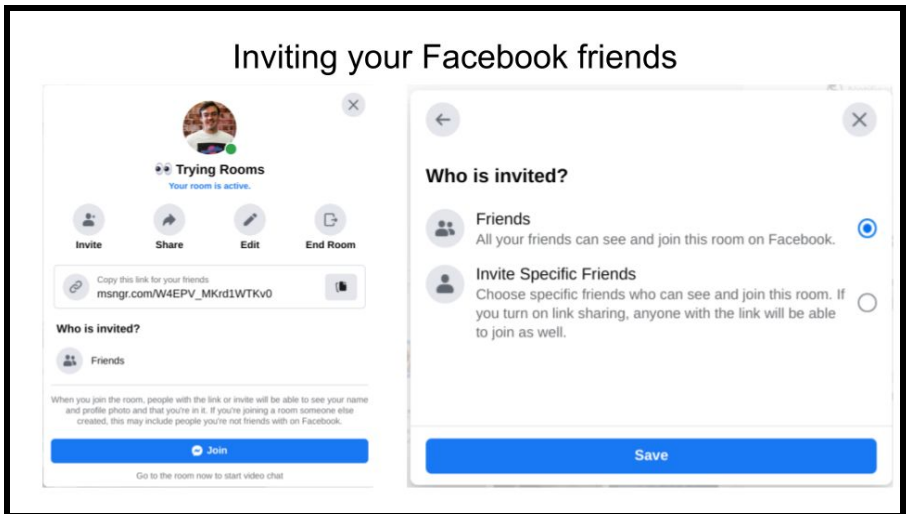 Inviting your Facebook friends
👀 Trying Rooms
Your room is active.
Invite Share Edit End Room
Copy this link for your friends
msngr.com/W4EPV_MKrd1WTKv0
Who is invited?
Friends
When you join the room, people with the link or invite will be able to see your name
and profile photo and that you're in it. If you're joining a room someone else
created, this may include people you're not friends with on Facebook.
Join
Go to the room now to start video chat
Who is invited?
Friends
All your friends can see and join this room on Facebook.
Invite Specific Friends
Choose specific friends who can see and join this room. If
you turn on link sharing, anyone with the link will be able
to join as well.
Save